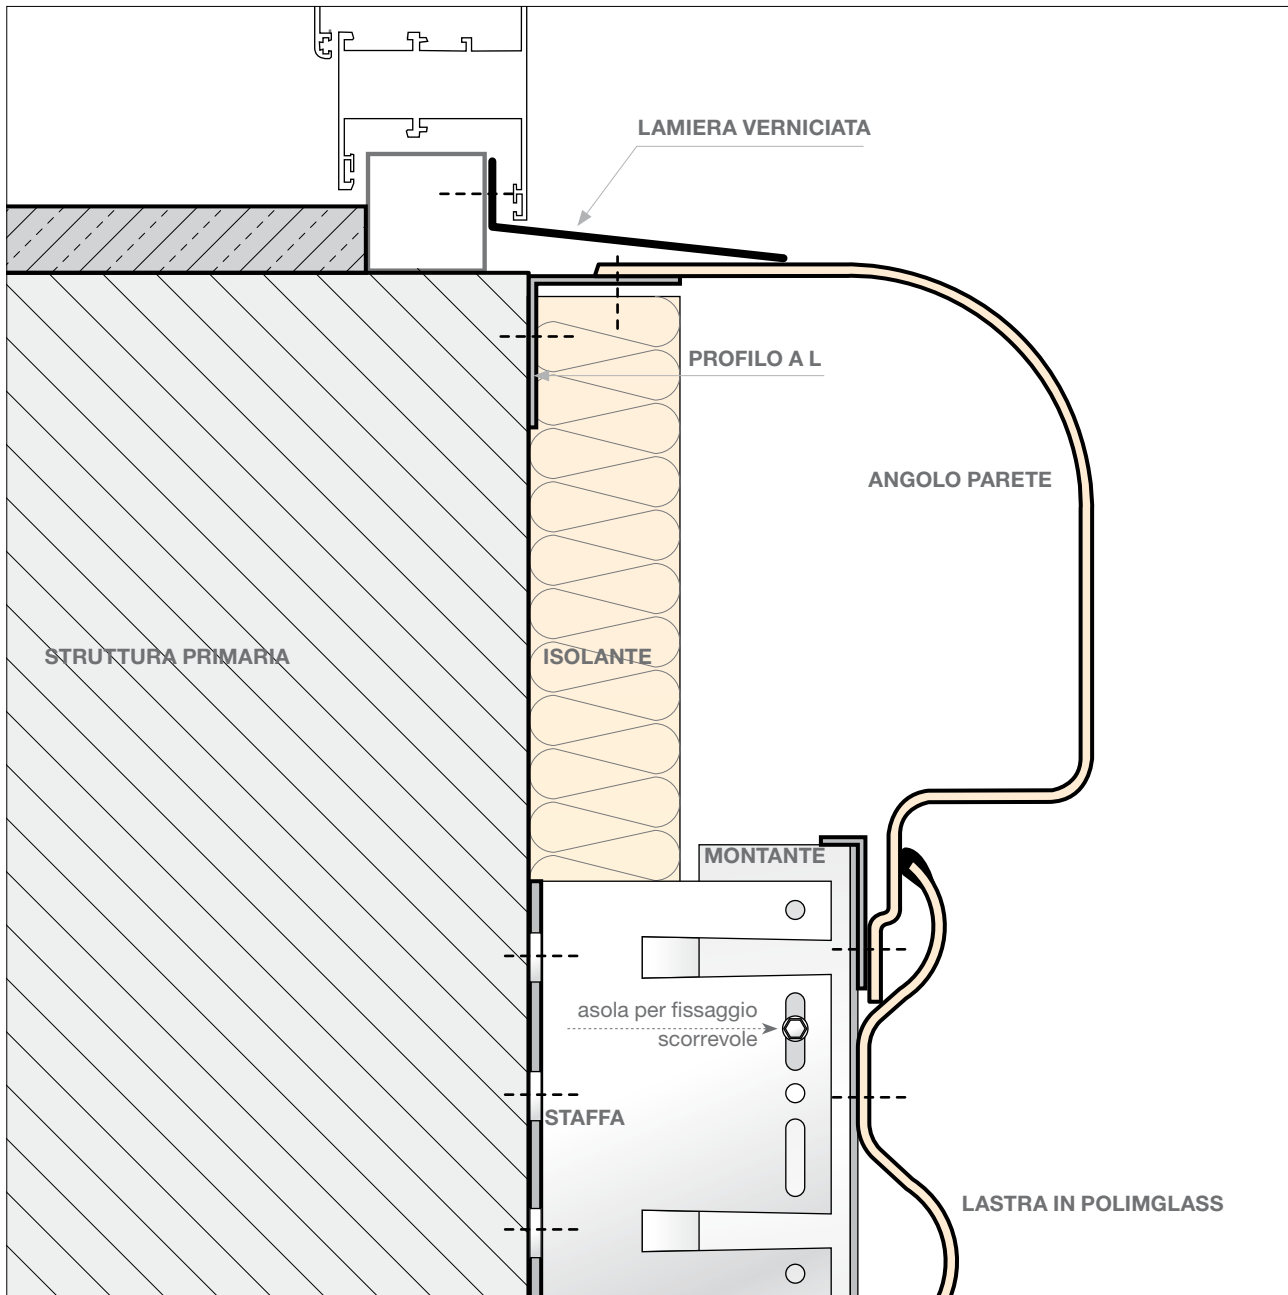 LAMIERA VERNICIATA
PROFILO A L
ANGOLO PARETE
STRUTTURA PRIMARIA
ISOLANTE
MONTANTE
asola per fissaggio
scorrevole
STAFFA
LASTRA IN POLIMGLASS